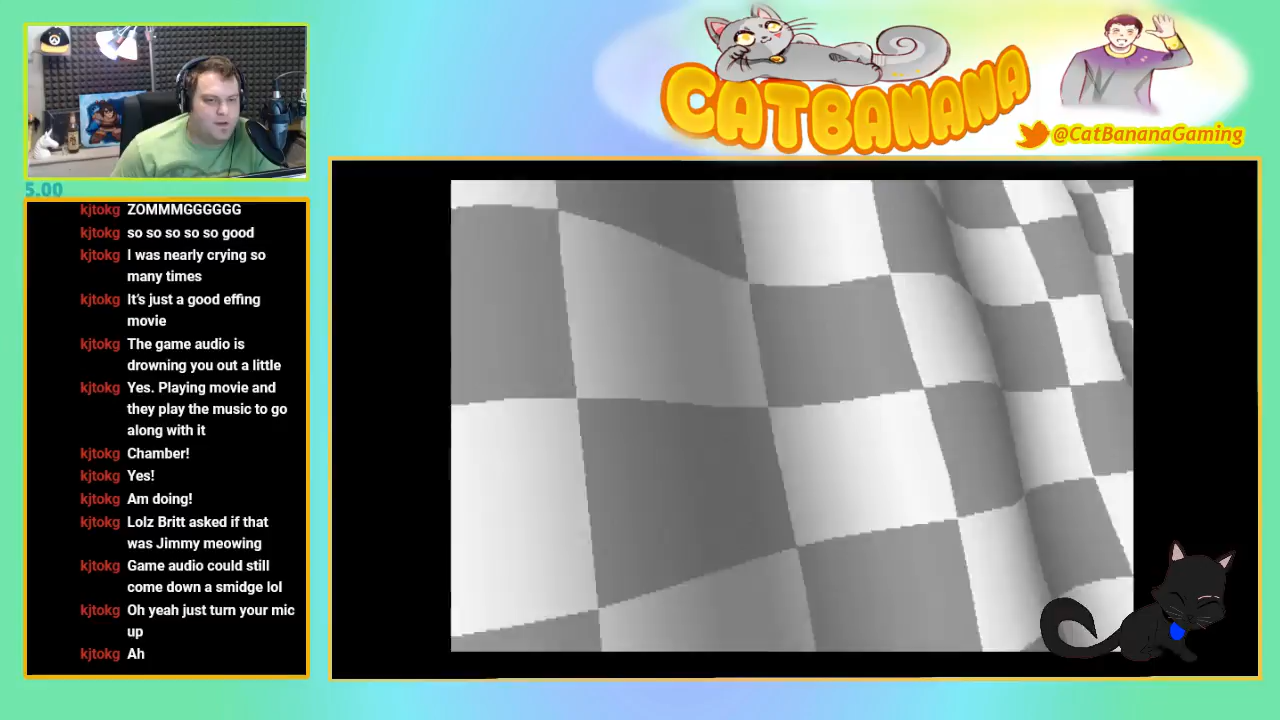 CATBANANA
@CatBananaGaming
5.00
kjtokg ZOMMMGGGGGG
kjtokg so so so so so good
kjtokg I was nearly crying so
many times
kjtokg It's just a good effing
movie
kjtokg The game audio is
drowning you out a little
kjtokg Yes. Playing movie and
they play the music to go
along with it
kjtokg Chamber!
kjtokg Yes!
kjtokg Am doing!
kjtokg Lolz Britt asked if that
was Jimmy meowing
kjtokg Game audio could still
come down a smidge lol
kjtokg Oh yeah just turn your mic
up
kjtokg Ah